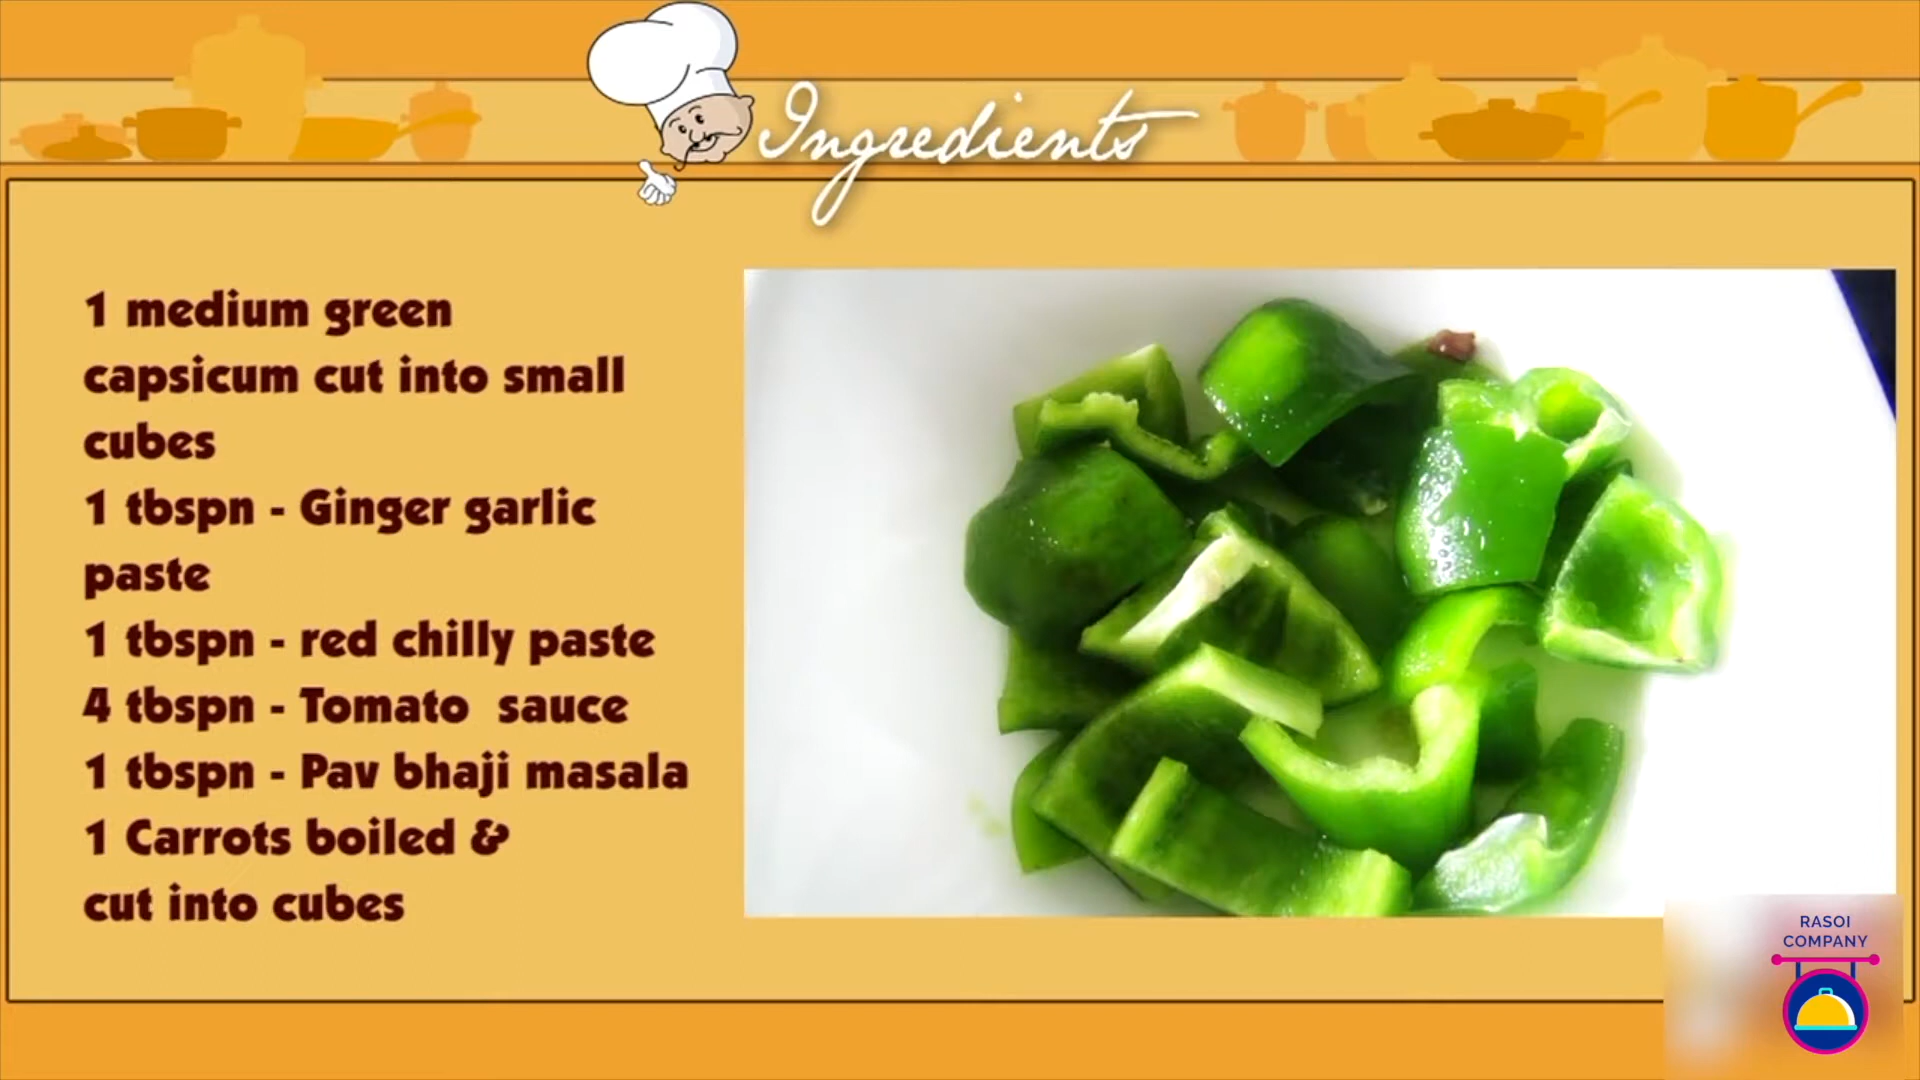 Ingredients
1 medium green
capsicum cut into small
cubes
1 tbspn - Ginger garlic
paste
1 tbspn - red chilly paste
4 tbspn - Tomato sauce
1 tbspn - Pav bhaji masala
1 Carrots boiled &
cut into cubes
RASOI
COMPANY